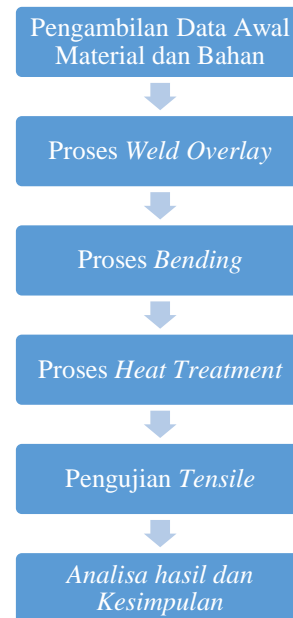 Pengambilan Data Awal
Material dan Bahan
Proses Weld Overlay
Proses Bending
Proses Heat Treatment
Pengujian Tensile
Analisa hasil dan
Kesimpulan